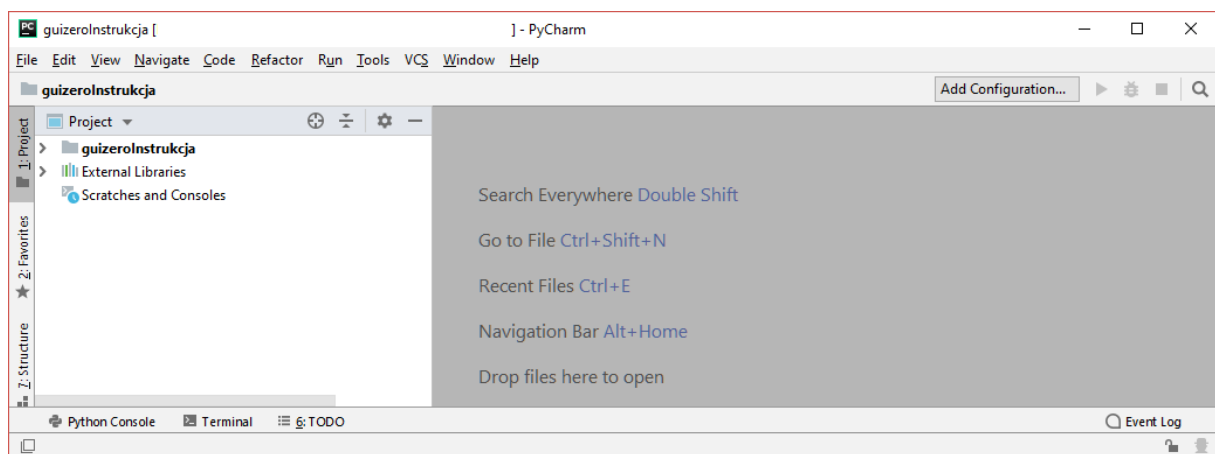 PC guizeroInstrukcja [ ] - PyCharm
File Edit View Navigate Code Refactor Run Tools VCS Window Help
guizeroInstrukcja Add Configuration...
1: Project
Project
guizeroInstrukcja
External Libraries
Scratches and Consoles
2: Favorites
7: Structure
Search Everywhere Double Shift
Go to File Ctrl+Shift+N
Recent Files Ctrl+E
Navigation Bar Alt+Home
Drop files here to open
Python Console Terminal 6: TODO Event Log